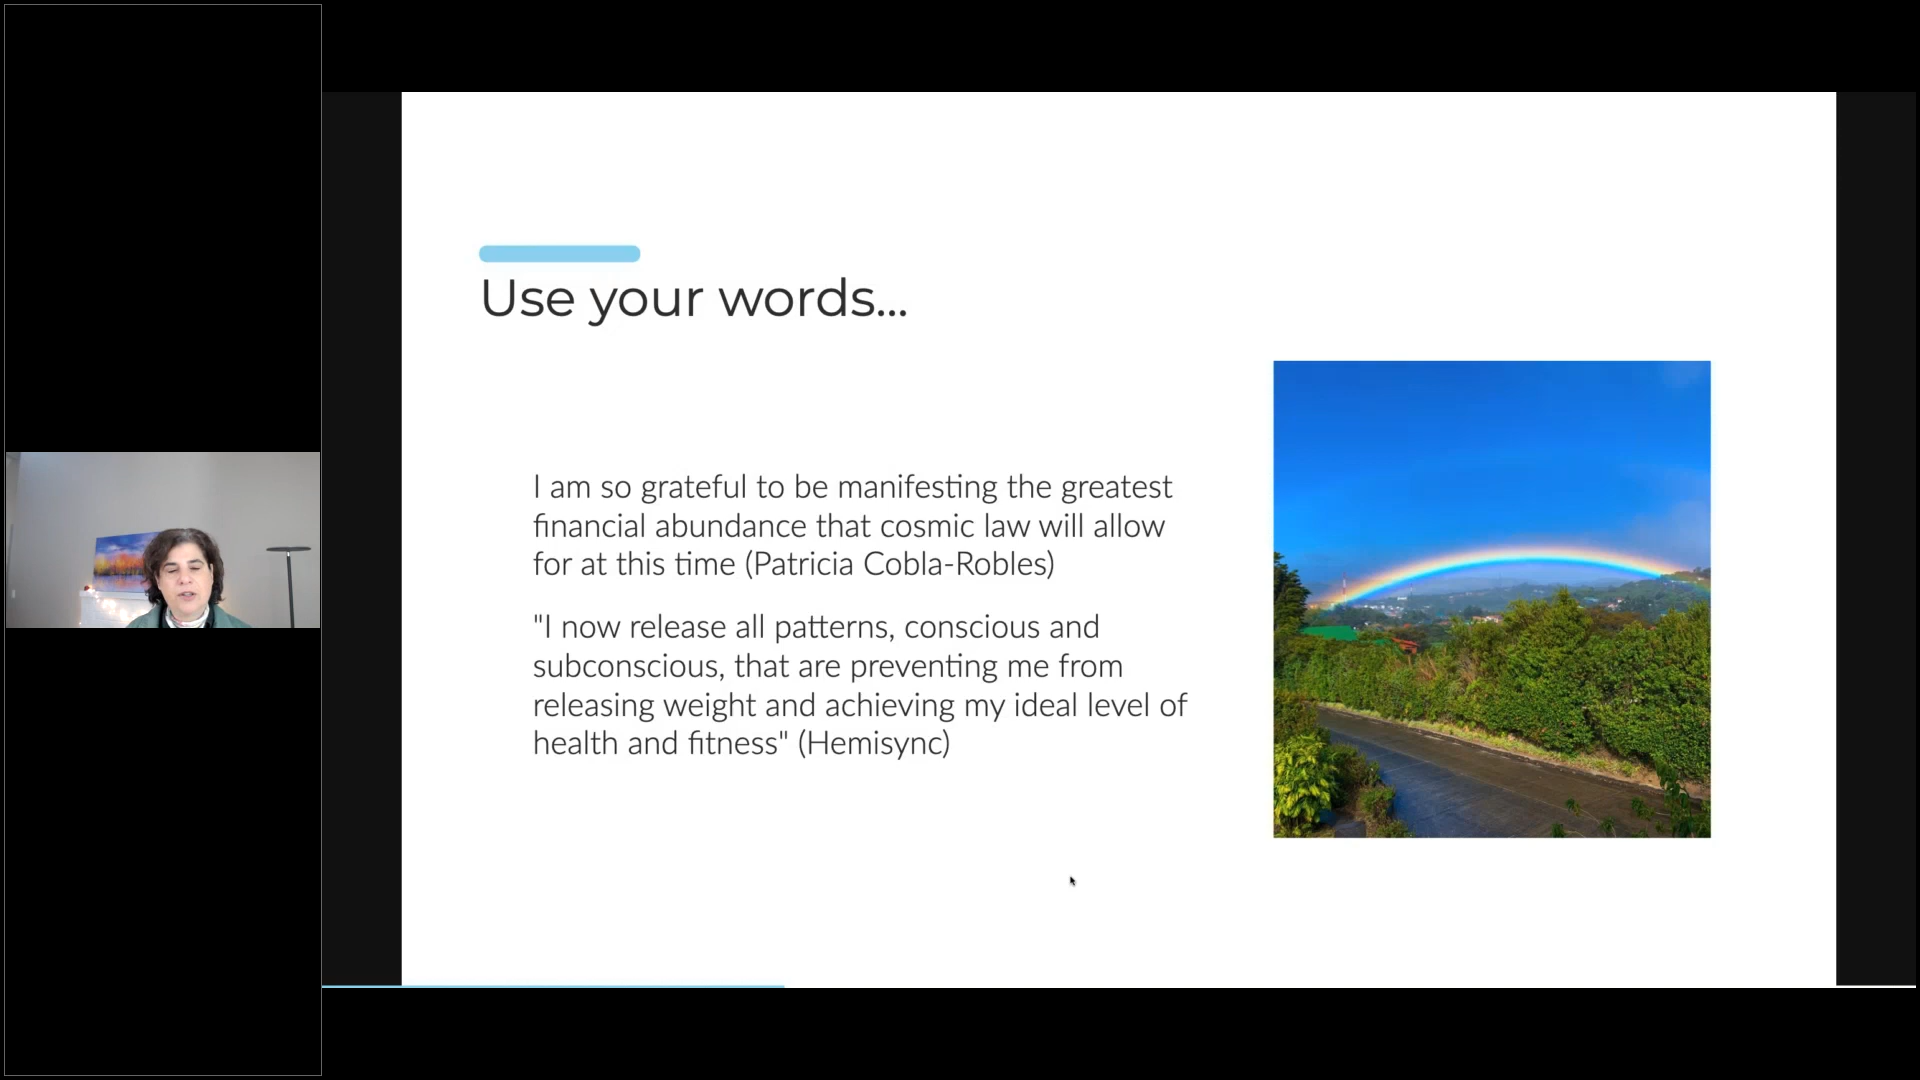 Use your words...
I am so grateful to be manifesting the greatest
financial abundance that cosmic law will allow
for at this time (Patricia Cobla-Robles)
"I now release all patterns, conscious and
subconscious, that are preventing me from
releasing weight and achieving my ideal level of
health and fitness" (Hemisync)